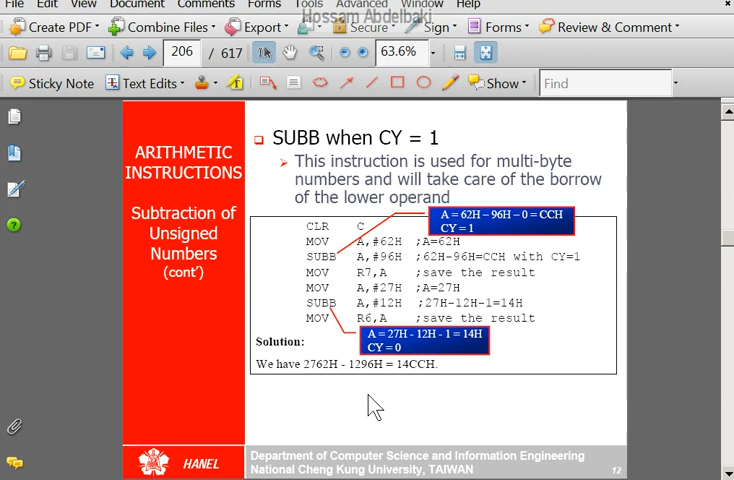 File Edit View Document Comments Forms Tools Advanced Window Help
Hossam Abdelbaki
Create PDF Combine Files Export Secure Sign Forms Review & Comment
206 / 617 63.6%
Sticky Note Text Edits Show Find
ARITHMETIC
INSTRUCTIONS
Subtraction of
Unsigned
Numbers
(cont')
SUBB when CY = 1
This instruction is used for multi-byte
numbers and will take care of the borrow
of the lower operand
A = 62H – 96H – 0 = CCH
CY = 1
CLR C
MOV A,#62H ;A=62H
SUBB A,#96H ;62H-96H=CCH with CY=1
MOV R7,A ;save the result
MOV A,#27H ;A=27H
SUBB A,#12H ;27H-12H-1=14H
MOV R6,A ;save the result
A = 27H - 12H - 1 = 14H
CY = 0
Solution:
We have 2762H - 1296H = 14CCH.
HANEL
Department of Computer Science and Information Engineering
National Cheng Kung University, TAIWAN
12